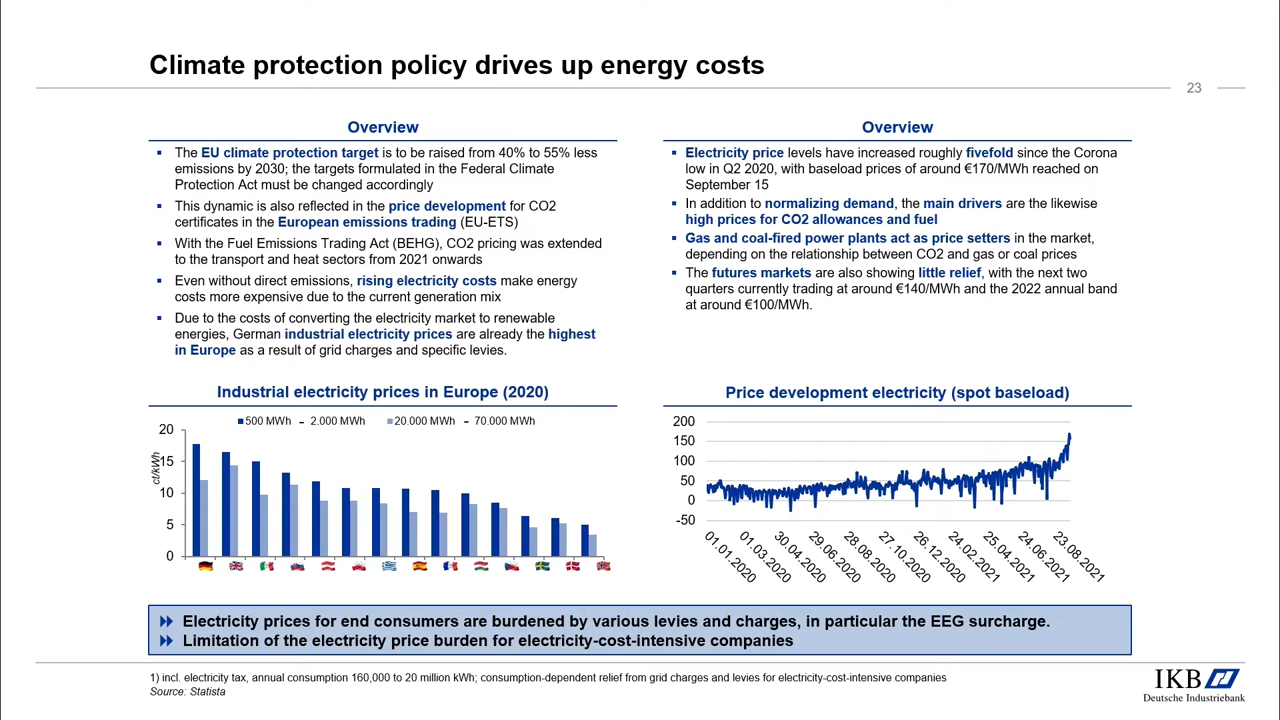 Climate protection policy drives up energy costs
23
Overview
▪ The EU climate protection target is to be raised from 40% to 55% less
emissions by 2030; the targets formulated in the Federal Climate
Protection Act must be changed accordingly
▪ This dynamic is also reflected in the price development for CO2
certificates in the European emissions trading (EU-ETS)
▪ With the Fuel Emissions Trading Act (BEHG), CO2 pricing was extended
to the transport and heat sectors from 2021 onwards
▪ Even without direct emissions, rising electricity costs make energy
costs more expensive due to the current generation mix
▪ Due to the costs of converting the electricity market to renewable
energies, German industrial electricity prices are already the highest
in Europe as a result of grid charges and specific levies.
Overview
▪ Electricity price levels have increased roughly fivefold since the Corona
low in Q2 2020, with baseload prices of around €170/MWh reached on
September 15
▪ In addition to normalizing demand, the main drivers are the likewise
high prices for CO2 allowances and fuel
▪ Gas and coal-fired power plants act as price setters in the market,
depending on the relationship between CO2 and gas or coal prices
▪ The futures markets are also showing little relief, with the next two
quarters currently trading at around €140/MWh and the 2022 annual band
at around €100/MWh.
Industrial electricity prices in Europe (2020)
500 MWh 2.000 MWh 20.000 MWh 70.000 MWh
ct/kWh
20
15
10
5
0
Price development electricity (spot baseload)
200
150
100
50
0
-50
01.01.2020 01.03.2020 30.04.2020 29.06.2020 28.08.2020 27.10.2020 26.12.2020 24.02.2021 25.04.2021 24.06.2021 23.08.2021
Electricity prices for end consumers are burdened by various levies and charges, in particular the EEG surcharge.
Limitation of the electricity price burden for electricity-cost-intensive companies
1) incl. electricity tax, annual consumption 160,000 to 20 million kWh; consumption-dependent relief from grid charges and levies for electricity-cost-intensive companies
Source: Statista
IKB
Deutsche Industriebank